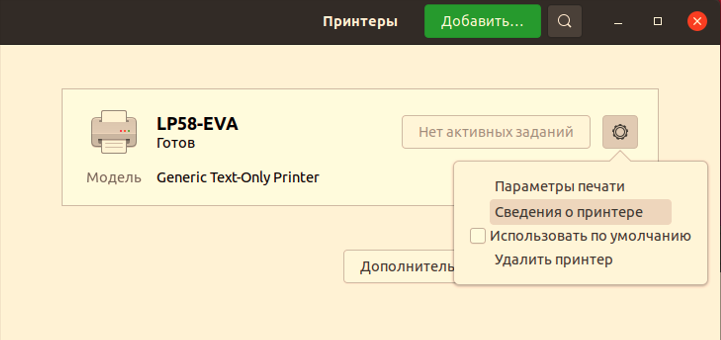 Принтеры
Добавить…
LP58-EVA
Готов
Нет активных заданий
Модель Generic Text-Only Printer
Параметры печати
Сведения о принтере
Использовать по умолчанию
Удалить принтер
Дополнитель